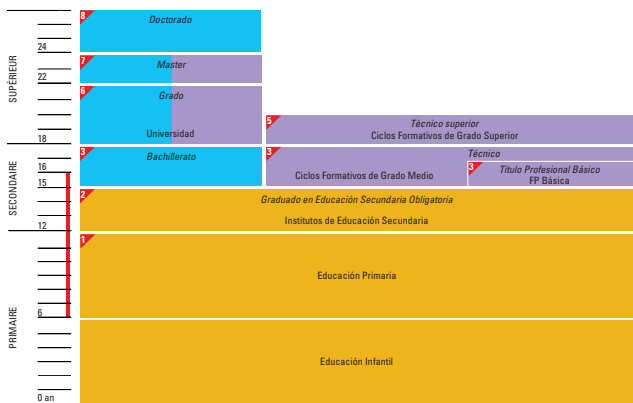 8
Doctorado
24
7
Master
22
6
Grado
SUPÉRIEUR
5
Técnico superior
Universidad
Ciclos Formativos de Grado Superior
18
3
Bachillerato
3
Técnico
16
3
Título Profesional Básico
Ciclos Formativos de Grado Medio
FP Básica
15
SECONDAIRE
2
Graduado en Educación Secundaria Obligatoria
Institutos de Educación Secundaria
12
1
Educación Primaria
6
PRIMAIRE
Educación Infantil
0 an